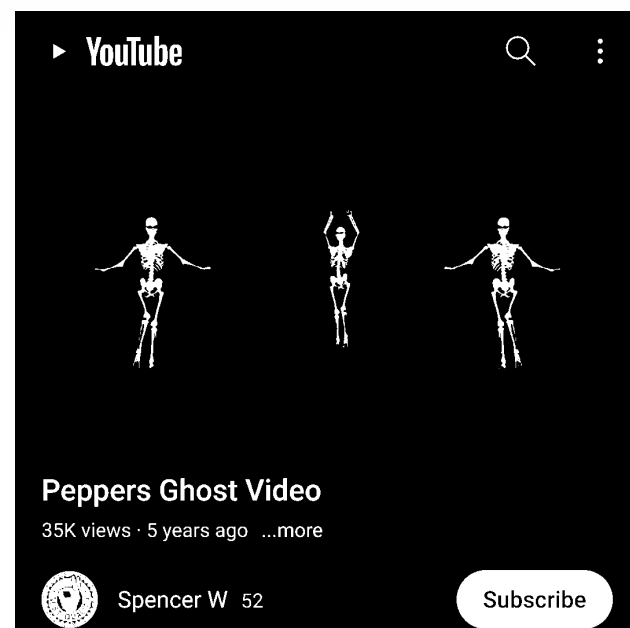 YouTube
Peppers Ghost Video
35K views · 5 years ago ...more
Spencer W 52
Subscribe